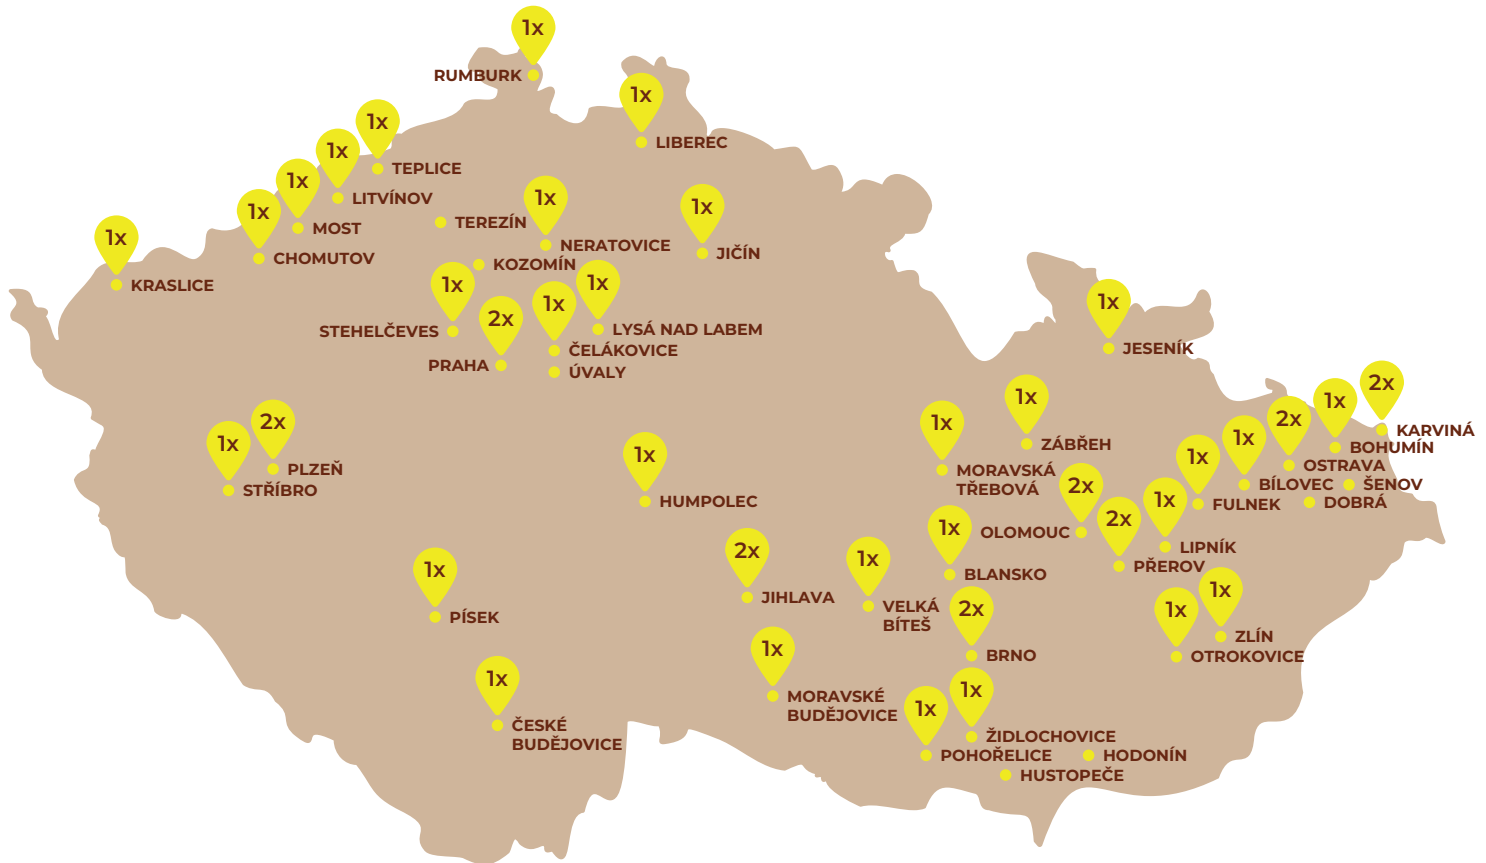 1x
RUMBURK
1x
LIBEREC
1x
TEPLICE
1x
LITVÍNOV
1x
MOST
1x
CHOMUTOV
1x
KRASLICE
TEREZÍN
1x
NERATOVICE
1x
JIČÍN
KOZOMÍN
1x
STEHELČEVES
2x
PRAHA
1x
ČELÁKOVICE
ÚVALY
1x
LYSÁ NAD LABEM
1x
JESENÍK
2x
KARVINÁ
1x
BOHUMÍN
2x
OSTRAVA
1x
BÍLOVEC
ŠENOV
DOBRÁ
1x
FULNEK
1x
ZÁBŘEH
1x
MORAVSKÁ
TŘEBOVÁ
2x
PLZEŇ
1x
STŘÍBRO
1x
HUMPOLEC
2x
OLOMOUC
2x
PŘEROV
1x
LIPNÍK
1x
BLANSKO
2x
JIHLAVA
1x
VELKÁ
BÍTEŠ
1x
PÍSEK
2x
BRNO
1x
ZLÍN
1x
OTROKOVICE
1x
MORAVSKÉ
BUDĚJOVICE
1x
ČESKÉ
BUDĚJOVICE
1x
ŽIDLOCHOVICE
1x
POHOŘELICE
HODONÍN
HUSTOPEČE